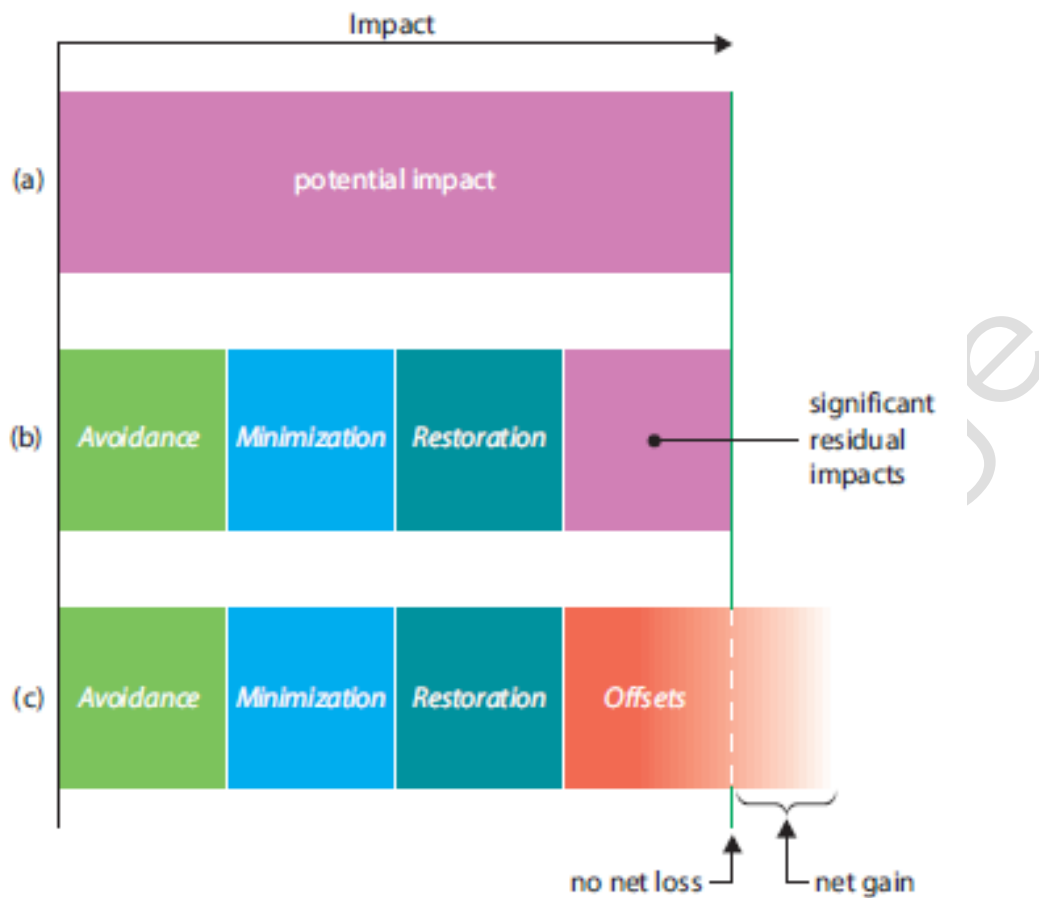 Impact
(a)
potential impact
(b)
Avoidance
Minimization
Restoration
significant
residual
impacts
(c)
Avoidance
Minimization
Restoration
Offsets
no net loss
net gain